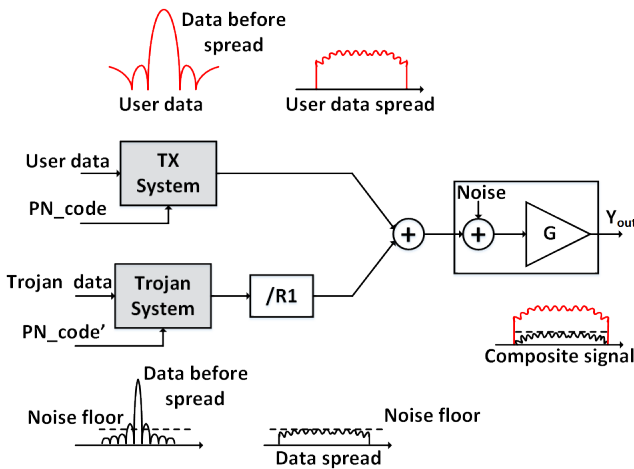 Data before
spread
User data
User data spread
User data
TX
System
PN_code
Noise
+
+
G
Yout
Trojan data
Trojan
System
/R1
PN_code’
Composite signal
Data before
spread
Noise floor
Noise floor
Data spread